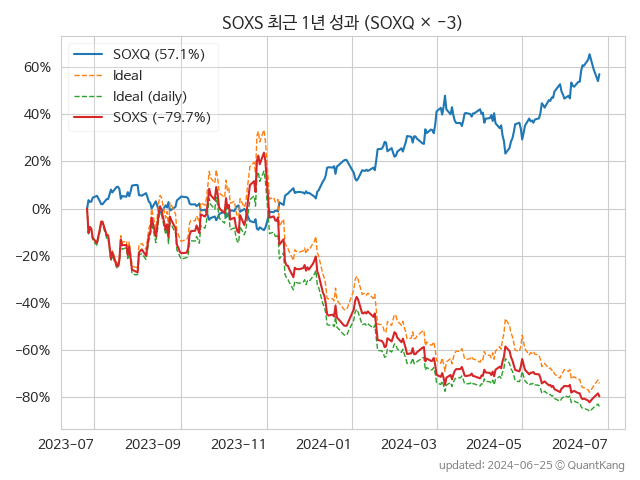 SOXS 최근 1년 성과 (SOXQ × −3)
SOXQ (57.1%)
Ideal
Ideal (daily)
SOXS (−79.7%)
60%
40%
20%
0%
−20%
−40%
−60%
−80%
2023-07 2023-09 2023-11 2024-01 2024-03 2024-05 2024-07
updated: 2024-06-25 ⓒ QuantKang